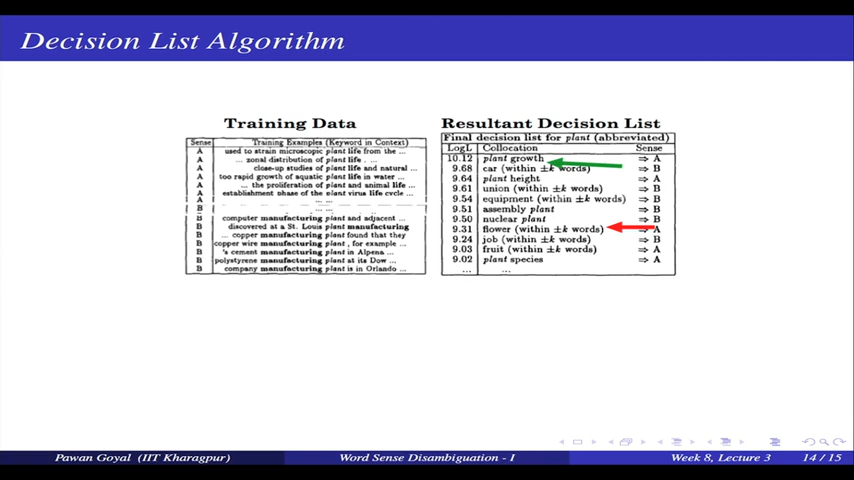 Decision List Algorithm
Training Data
Sense Training Examples (Keyword in Context)
A used to strain microscopic plant life from the ...
A ... zonal distribution of plant life . ...
A close-up studies of plant life and natural ...
A too rapid growth of aquatic plant life in water ...
A ... the proliferation of plant and animal life ...
A establishment phase of the plant virus life cycle ...
A ... ...
B ... ...
B computer manufacturing plant and adjacent ...
B discovered at a St. Louis plant manufacturing
B ... copper manufacturing plant found that they
B copper wire manufacturing plant, for example ...
B 's cement manufacturing plant in Alpena ...
B polystyrene manufacturing plant at its Dow ...
B company manufacturing plant is in Orlando ...
Resultant Decision List
Final decision list for plant (abbreviated)
LogL Collocation Sense
10.12 plant growth ⇒ A
9.68 car (within ±k words) ⇒ B
9.64 plant height ⇒ A
9.61 union (within ±k words) ⇒ B
9.54 equipment (within ±k words) ⇒ B
9.51 assembly plant ⇒ B
9.50 nuclear plant ⇒ B
9.31 flower (within ±k words) ⇒ A
9.24 job (within ±k words) ⇒ B
9.03 fruit (within ±k words) ⇒ A
9.02 plant species ⇒ A
... ...
Pawan Goyal (IIT Kharagpur) Word Sense Disambiguation - I Week 8, Lecture 3 14 / 15